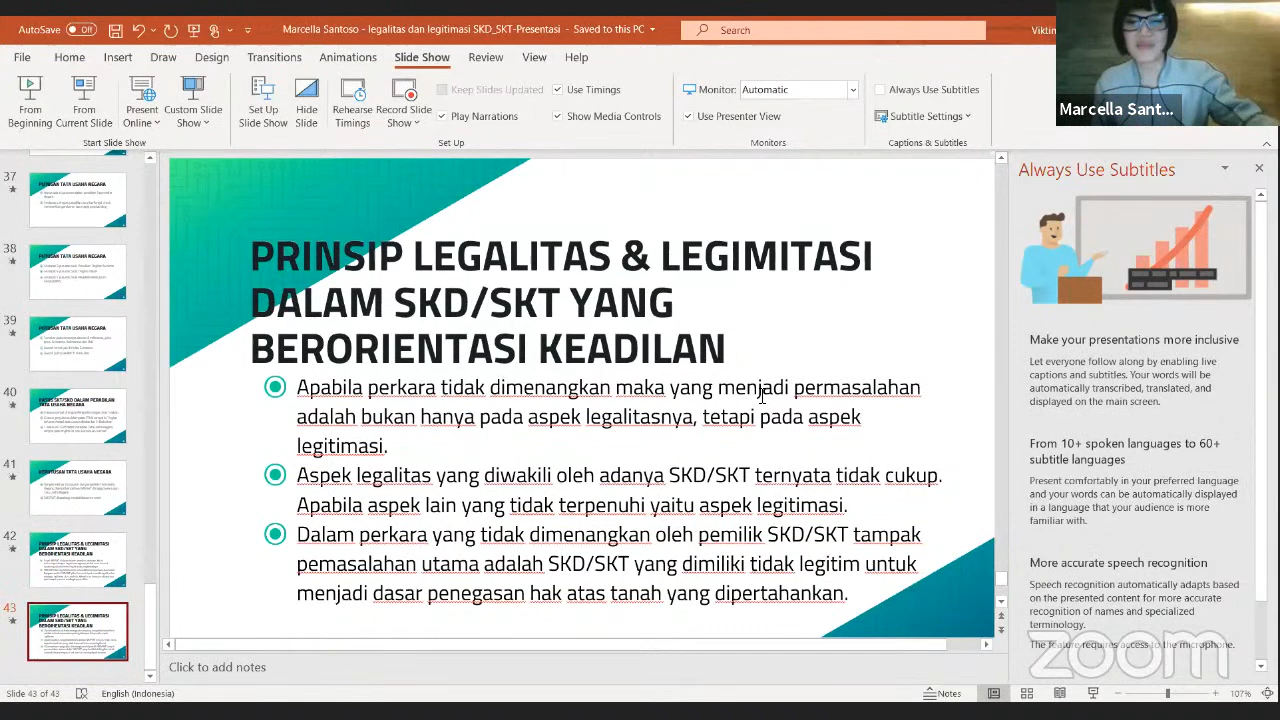 AutoSave Off
Marcella Santoso - legalitas dan legitimasi SKD_SKT-Presentasi - Saved to this PC
Search
Viktin
File Home Insert Draw Design Transitions Animations Slide Show Review View Help
From Beginning
From Current Slide
Present Online
Custom Slide Show
Start Slide Show
Set Up Slide Show
Hide Slide
Rehearse Timings
Record Slide Show
Keep Slides Updated
Play Narrations
Use Timings
Show Media Controls
Set Up
Monitor: Automatic
Use Presenter View
Monitors
Always Use Subtitles
Subtitle Settings
Captions & Subtitles
Marcella Sant...
37
38
39
40
41
42
43
PRINSIP LEGALITAS & LEGIMITASI
DALAM SKD/SKT YANG
BERORIENTASI KEADILAN
Apabila perkara tidak dimenangkan maka yang menjadi permasalahan
adalah bukan hanya pada aspek legalitasnya, tetapi pada aspek
legitimasi.
Aspek legalitas yang diwakili oleh adanya SKD/SKT ternyata tidak cukup.
Apabila aspek lain yang tidak terpenuhi yaitu aspek legitimasi.
Dalam perkara yang tidak dimenangkan oleh pemilik SKD/SKT tampak
pemasalahan utama adalah SKD/SKT yang dimiliki tidak legitim untuk
menjadi dasar penegasan hak atas tanah yang dipertahankan.
Always Use Subtitles
Make your presentations more inclusive
Let everyone follow along by enabling live
captions and subtitles. Your words will be
automatically transcribed, translated, and
displayed on the main screen.
From 10+ spoken languages to 60+
subtitle languages
Present comfortably in your preferred language
and your words can be automatically displayed
in a language that your audience is more
familiar with.
More accurate speech recognition
Speech recognition automatically adapts based
on the presented content for more accurate
recognition of names and specialized
terminology.
The feature requires access to the microphone.
zoom
Click to add notes
Slide 43 of 43 English (Indonesia)
Notes
107%